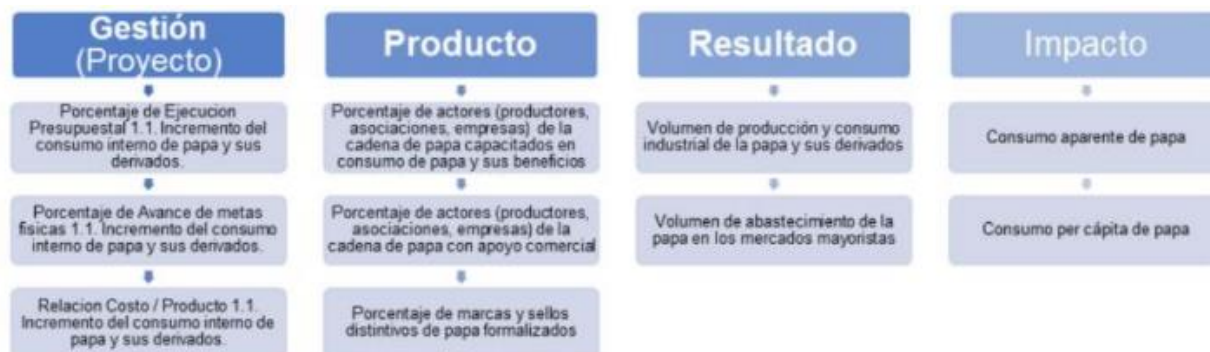 Gestión
(Proyecto)
Porcentaje de Ejecucion
Presupuestal 1.1. Incremento del
consumo interno de papa y sus
derivados.
Porcentaje de Avance de metas
fisicas 1.1. Incremento del consumo
interno de papa y sus derivados.
Relacion Costo / Producto 1.1.
Incremento del consumo interno de
papa y sus derivados.
Producto
Porcentaje de actores (productores,
asociaciones, empresas) de la
cadena de papa capacitados en
consumo de papa y sus beneficios
Porcentaje de actores (productores,
asociaciones, empresas) de la
cadena de papa con apoyo comercial
Porcentaje de marcas y sellos
distintivos de papa formalizados
Resultado
Volumen de producción y consumo
industrial de la papa y sus derivados
Volumen de abastecimiento de la
papa en los mercados mayoristas
Impacto
Consumo aparente de papa
Consumo per cápita de papa